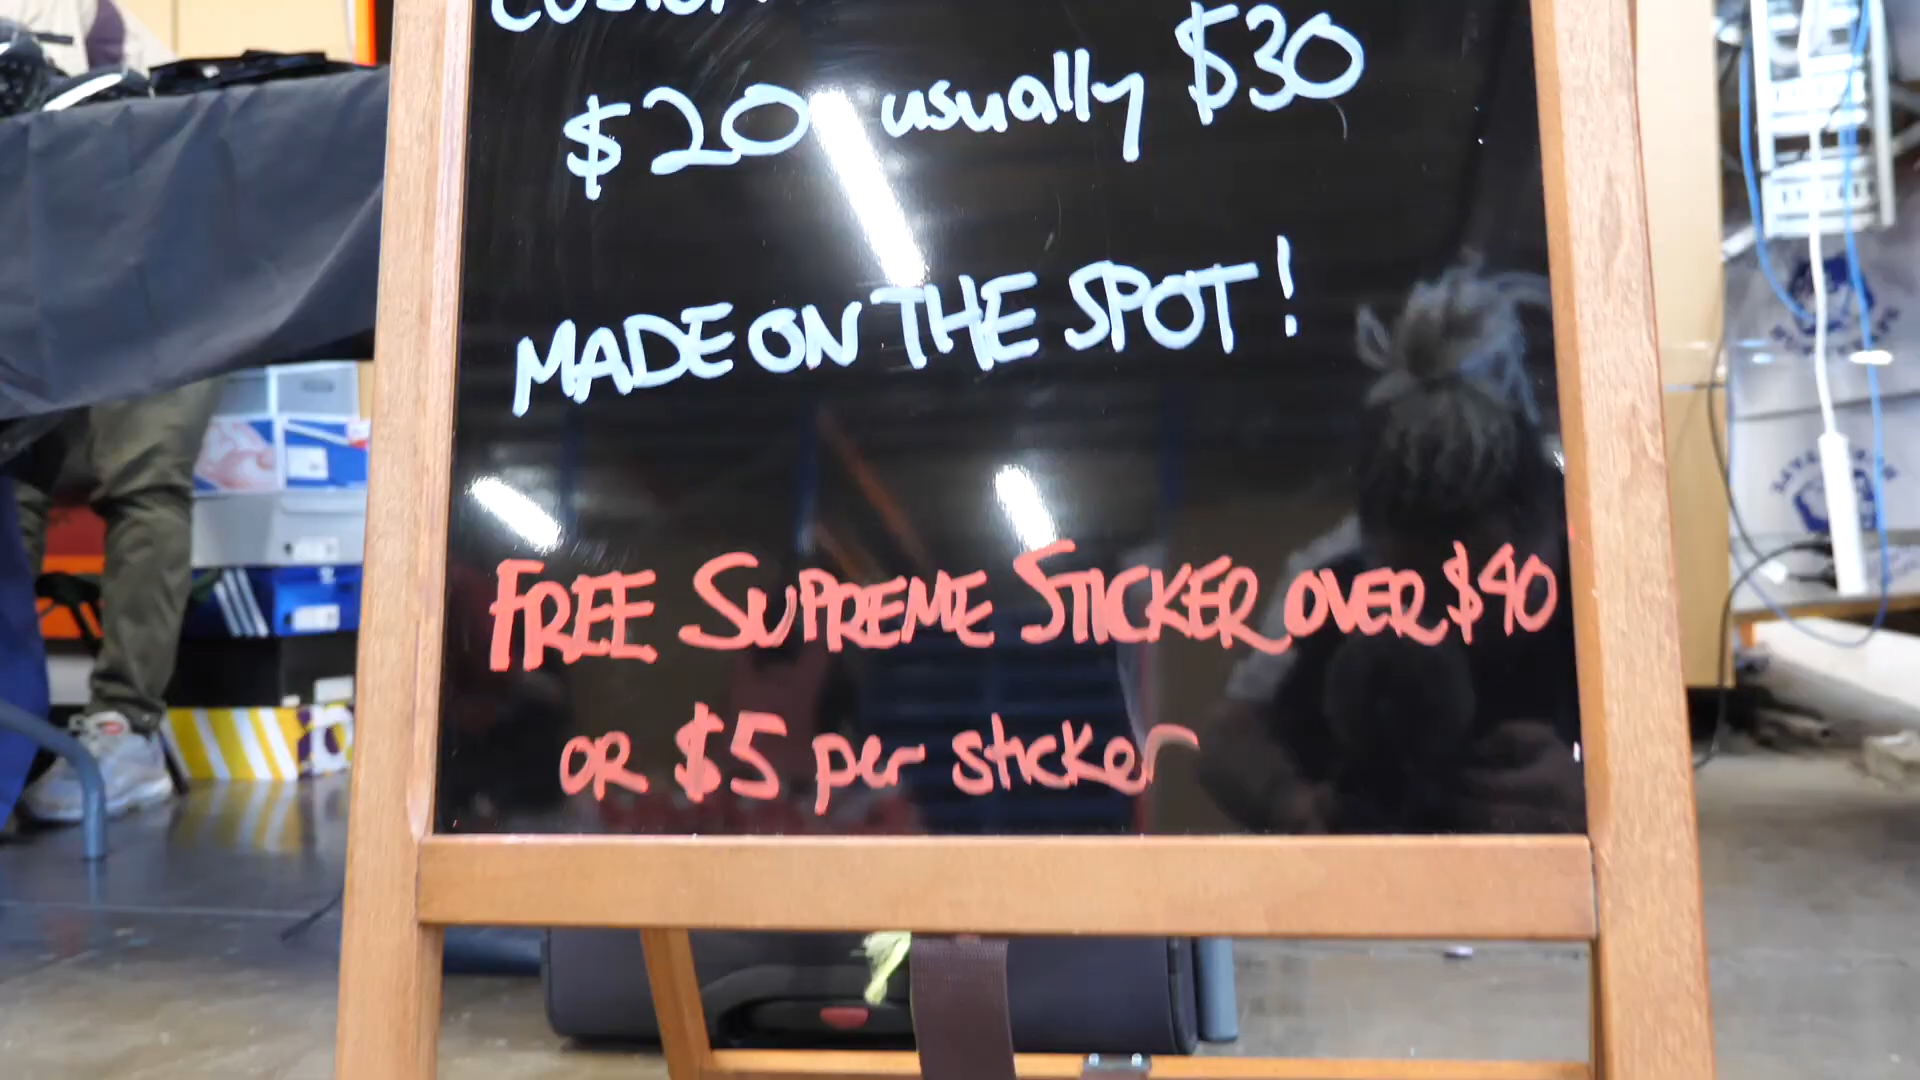 $20 usually $30
MADE ON THE SPOT!
FREE SUPREME STICKER OVER $40
OR $5 per sticker